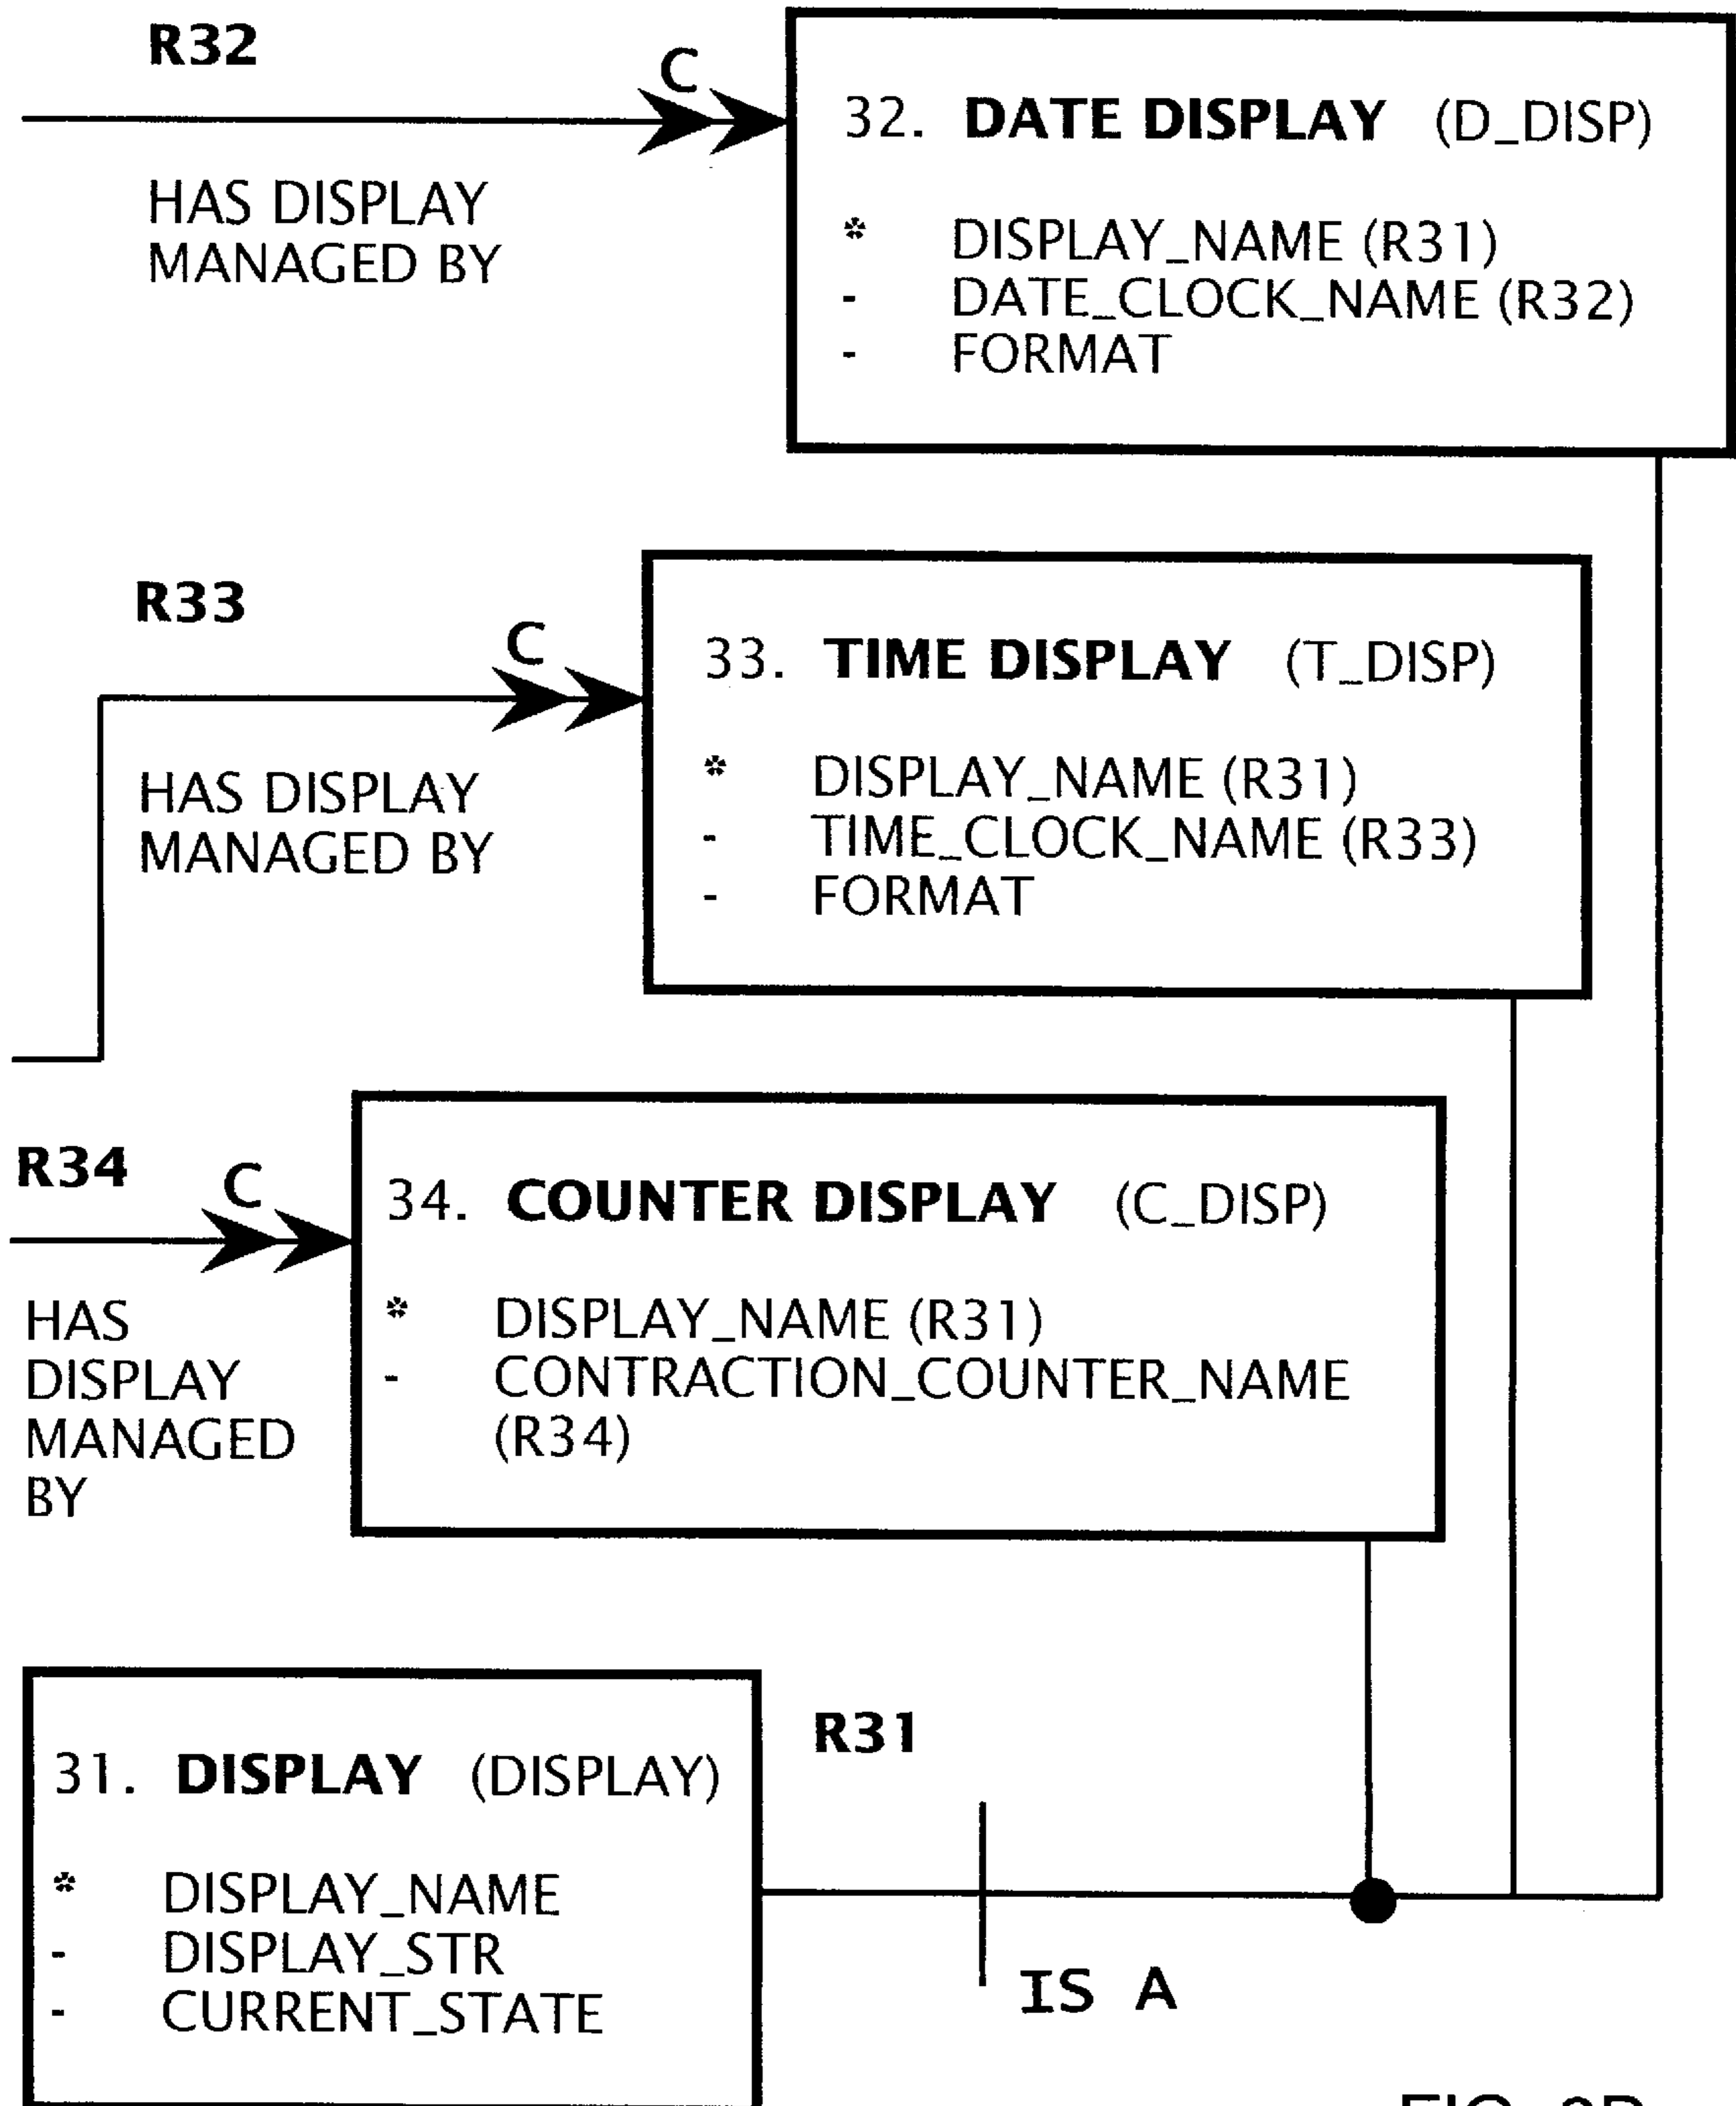 R32
C
HAS DISPLAY
MANAGED BY
32. DATE DISPLAY (D_DISP)
* DISPLAY_NAME (R31)
- DATE_CLOCK_NAME (R32)
- FORMAT
R33
C
HAS DISPLAY
MANAGED BY
33. TIME DISPLAY (T_DISP)
* DISPLAY_NAME (R31)
- TIME_CLOCK_NAME (R33)
- FORMAT
R34
C
HAS
DISPLAY
MANAGED
BY
34. COUNTER DISPLAY (C_DISP)
* DISPLAY_NAME (R31)
- CONTRACTION_COUNTER_NAME
(R34)
31. DISPLAY (DISPLAY)
* DISPLAY_NAME
- DISPLAY_STR
- CURRENT_STATE
R31
IS A